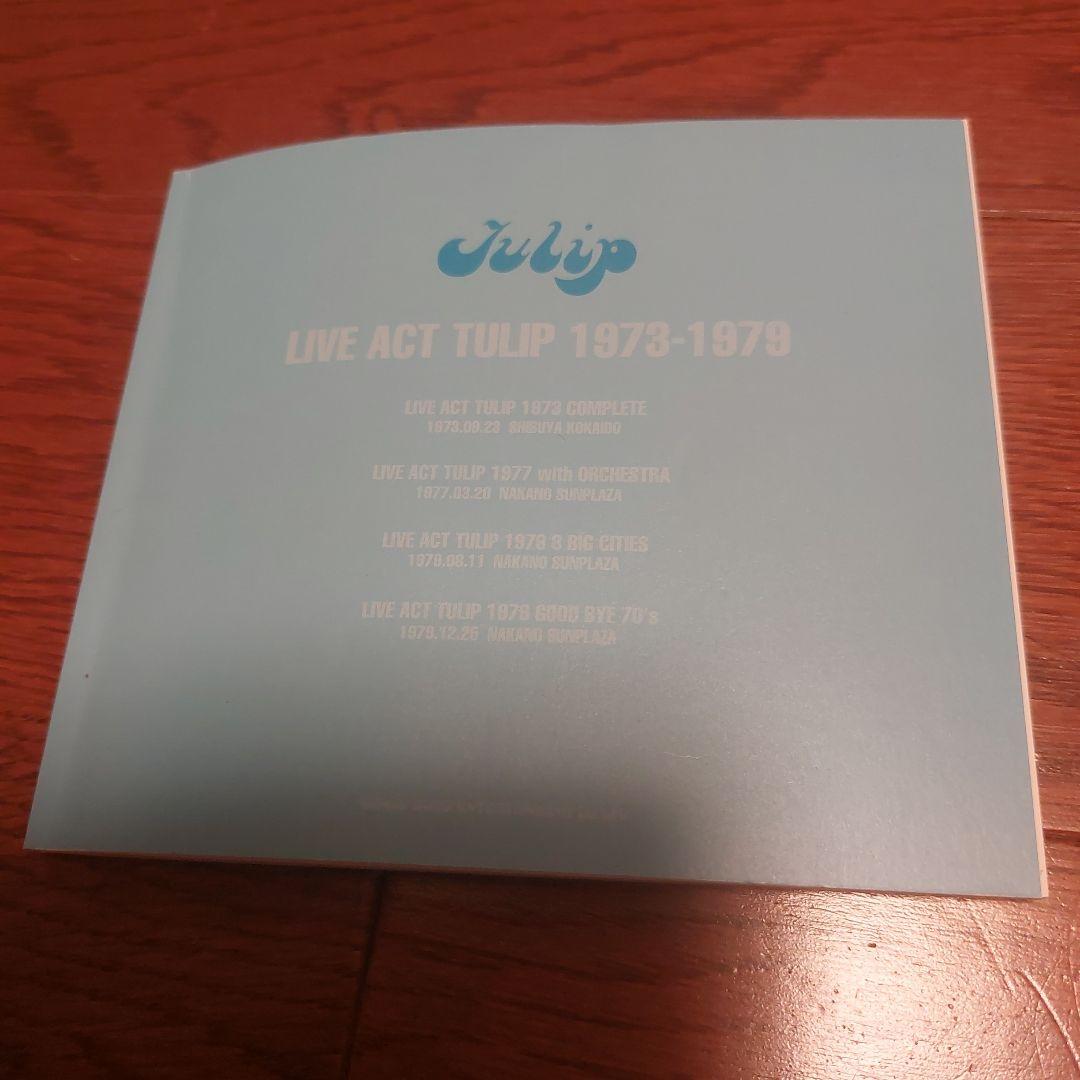 Tulip
LIVE ACT TULIP 1973-1979
LIVE ACT TULIP 1973 COMPLETE
1973.09.23 SHIBUYA KOKAIDO
LIVE ACT TULIP 1977 with ORCHESTRA
1977.03.20 NAKANO SUNPLAZA
LIVE ACT TULIP 1979 3 BIG CITIES
1979.08.11 NAKANO SUNPLAZA
LIVE ACT TULIP 1979 GOOD BYE 70's
1979.12.26 NAKANO SUNPLAZA